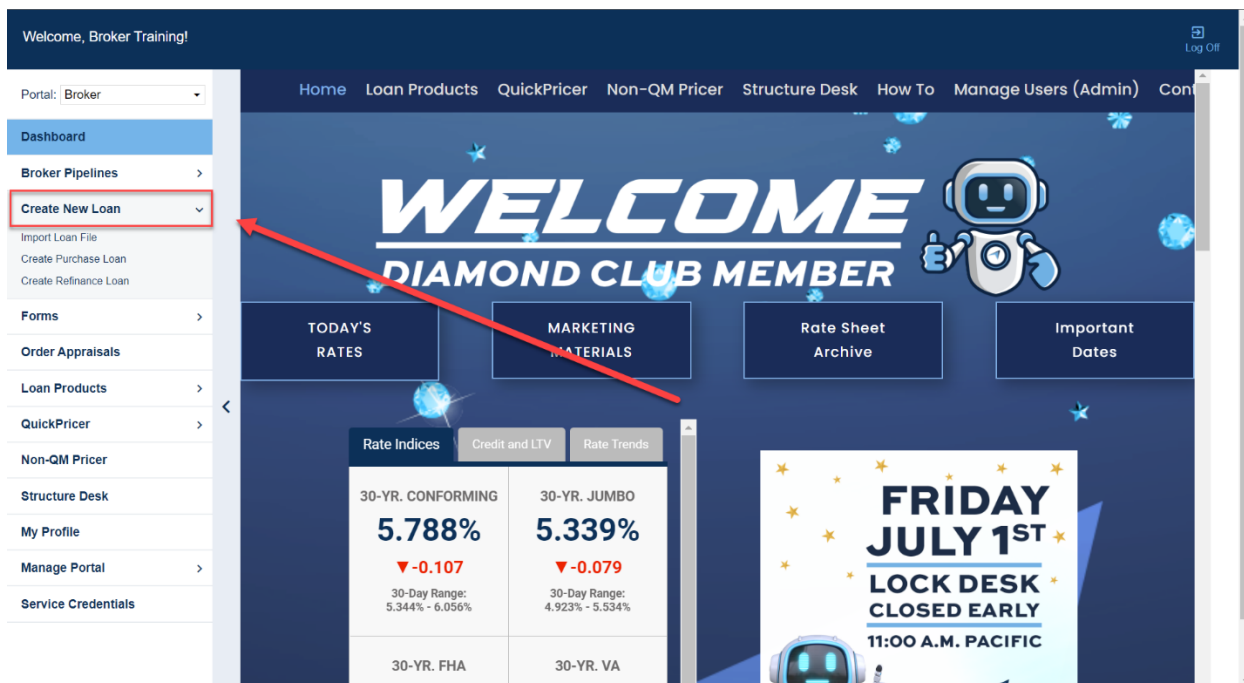 Welcome, Broker Training!
Log Off
Portal: Broker
Dashboard
Broker Pipelines
Create New Loan
Import Loan File
Create Purchase Loan
Create Refinance Loan
Forms
Order Appraisals
Loan Products
QuickPricer
Non-QM Pricer
Structure Desk
My Profile
Manage Portal
Service Credentials
Home Loan Products QuickPricer Non-QM Pricer Structure Desk How To Manage Users (Admin) Cont
WELCOME
DIAMOND CLUB MEMBER
TODAY'S
RATES
MARKETING
MATERIALS
Rate Sheet
Archive
Important
Dates
Rate Indices Credit and LTV Rate Trends
30-YR. CONFORMING
5.788%
▼-0.107
30-Day Range:
5.344% - 6.056%
30-YR. JUMBO
5.339%
▼-0.079
30-Day Range:
4.923% - 5.534%
30-YR. FHA
30-YR. VA
FRIDAY
JULY 1ST
LOCK DESK
CLOSED EARLY
11:00 A.M. PACIFIC